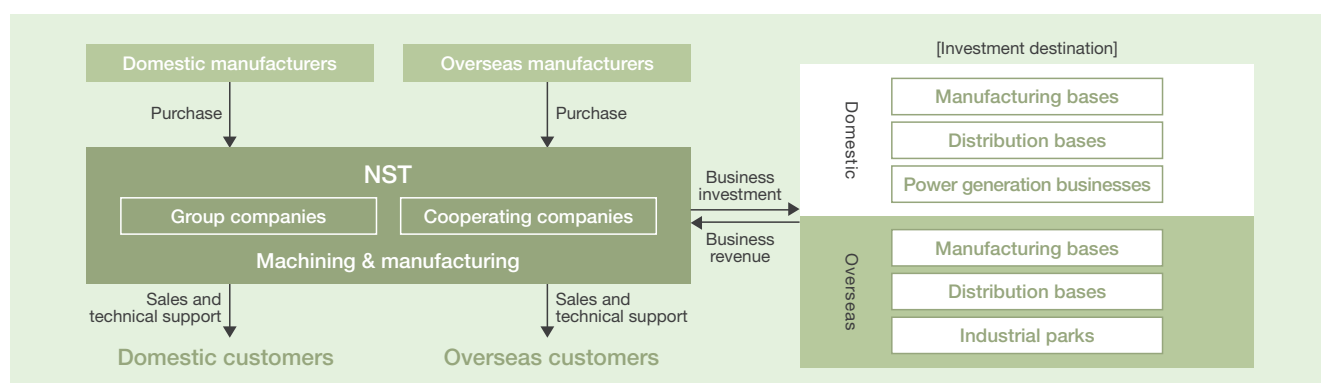 Domestic manufacturers
Overseas manufacturers
Purchase
Purchase
NST
Group companies
Cooperating companies
Machining & manufacturing
Sales and
technical support
Sales and
technical support
Domestic customers
Overseas customers
Business
investment
Business
revenue
[Investment destination]
Domestic
Manufacturing bases
Distribution bases
Power generation businesses
Overseas
Manufacturing bases
Distribution bases
Industrial parks